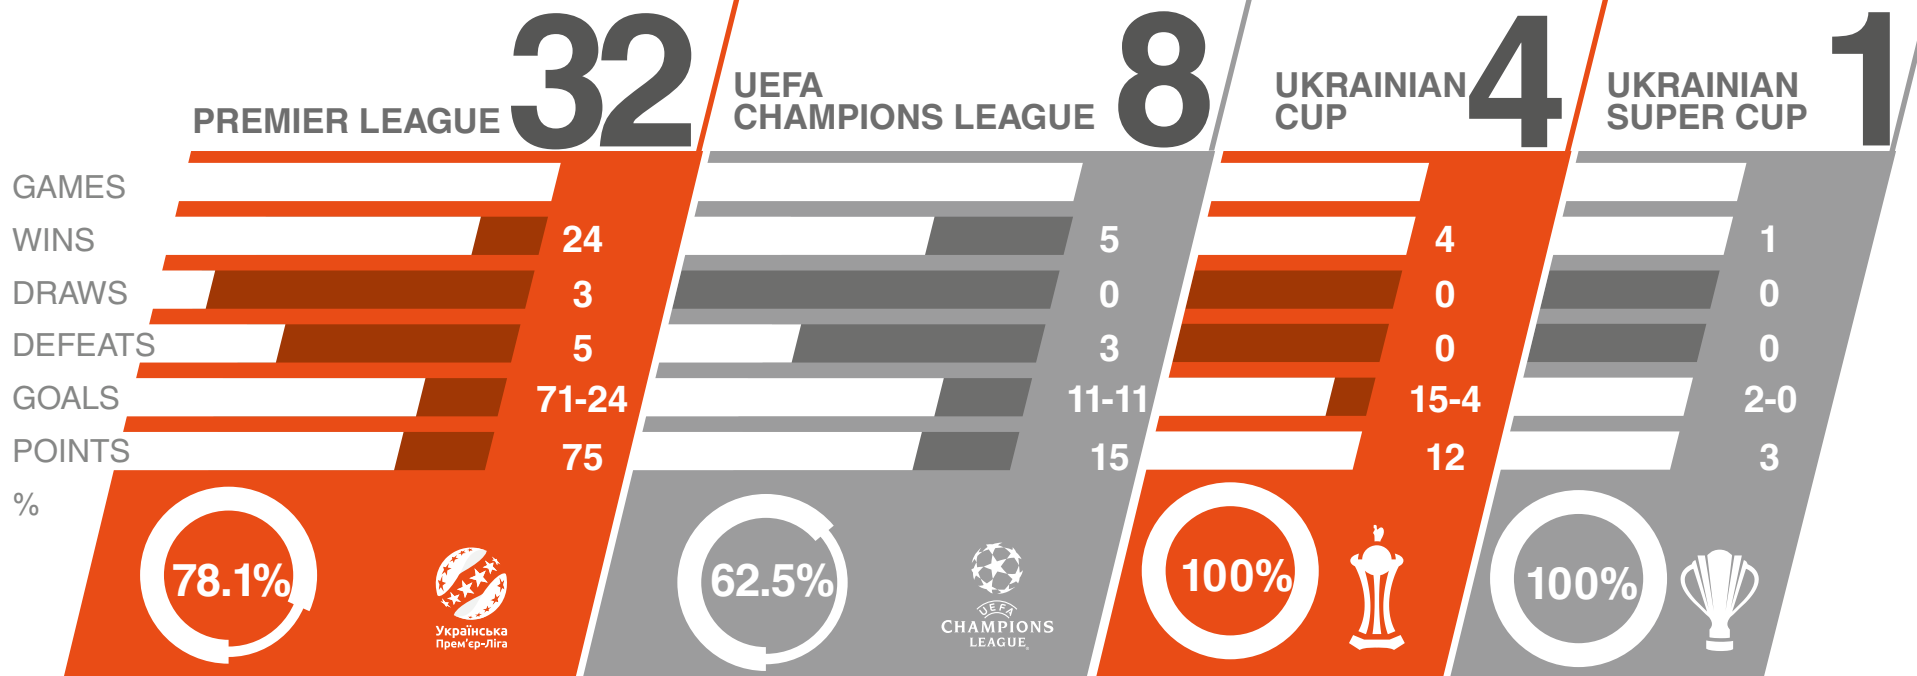 PREMIER LEAGUE 32
UEFA
CHAMPIONS LEAGUE 8
UKRAINIAN
CUP 4
UKRAINIAN
SUPER CUP 1
GAMES
WINS 24 5 4 1
DRAWS 3 0 0 0
DEFEATS 5 3 0 0
GOALS 71-24 11-11 15-4 2-0
POINTS 75 15 12 3
%
78.1% 62.5% 100% 100%
Українська
Прем'єр-Ліга
UEFA
CHAMPIONS
LEAGUE